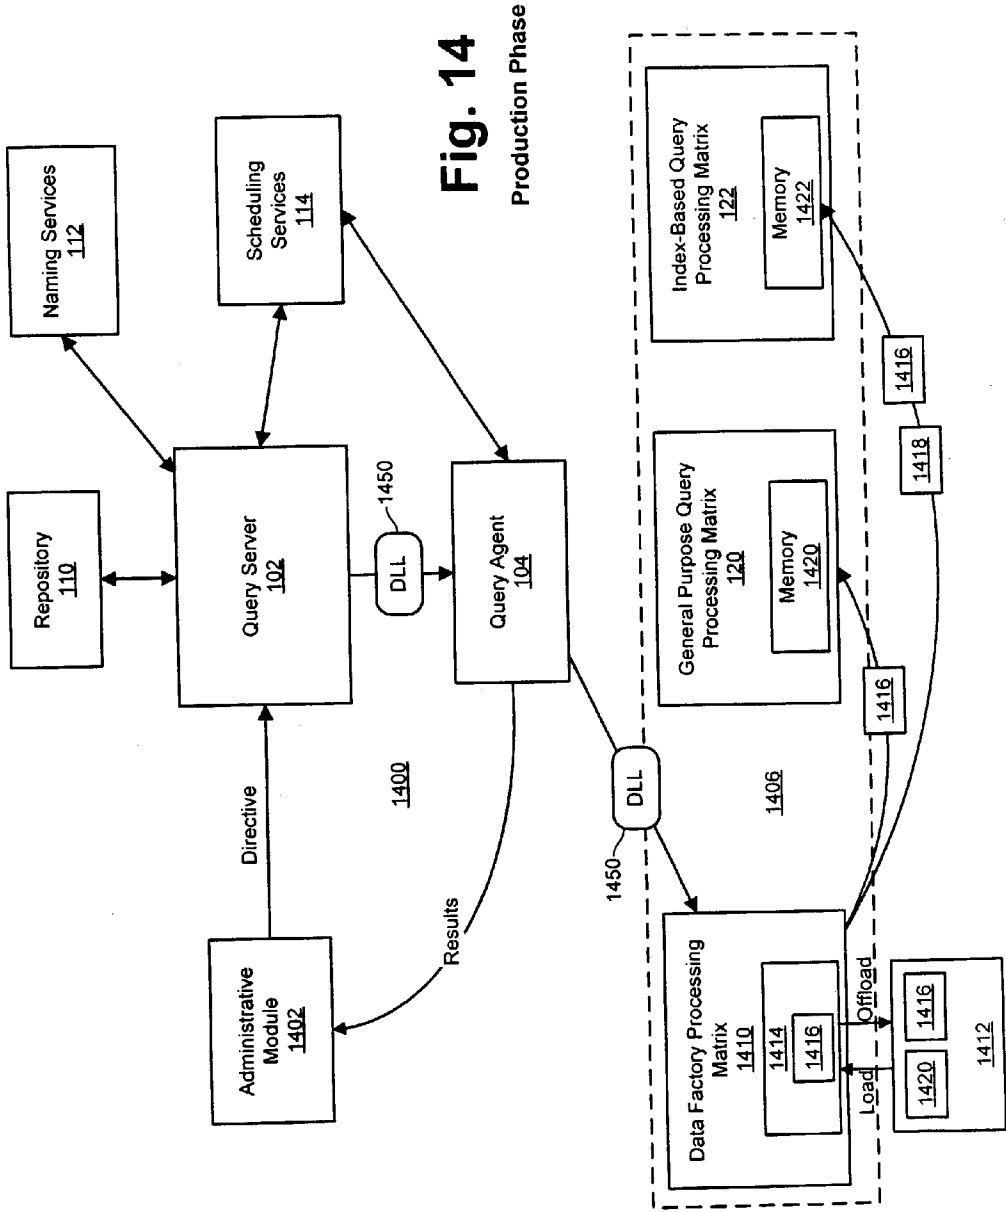 Fig. 14
Production Phase
Repository
110
Naming Services
112
Administrative
Module
1402
Directive
Query Server
102
Scheduling
Services
114
1400
DLL
1450
Results
Query Agent
104
1450
DLL
1406
Data Factory Processing
Matrix
1410
1414
1416
General Purpose Query
Processing Matrix
120
Memory
1420
Index-Based Query
Processing Matrix
122
Memory
1422
Load
Offload
1416
1418
1416
1420
1416
1412